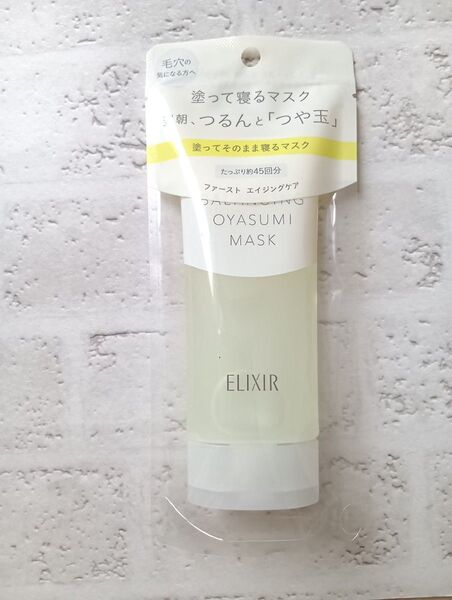 毛穴の
気になる方へ
塗って寝るマスク
朝、つるんと「つや玉」
塗ってそのまま寝るマスク
たっぷり約45回分
ファースト エイジングケア
BALANCING
OYASUMI
MASK
ELIXIR